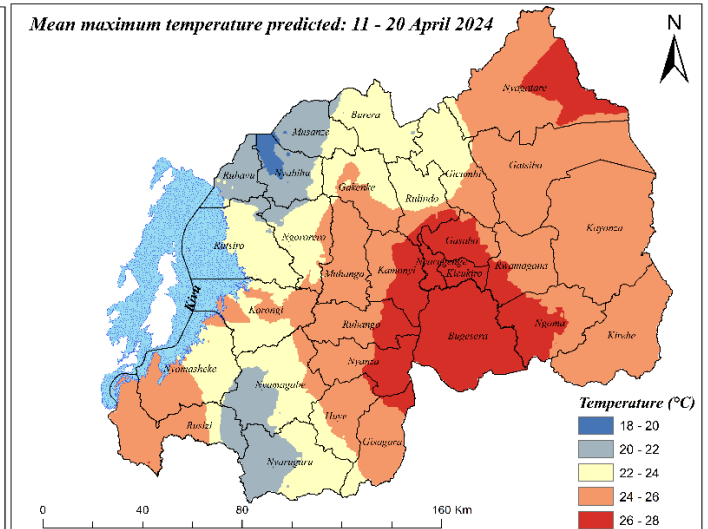 Mean maximum temperature predicted: 11 - 20 April 2024
N
Nyagatare
Burera
Musanze
Gatsibo
Rubavu
Nyabihu
Gakenke
Gicumbi
Rulindo
Kayonza
Rutsiro
Ngororero
Gasabo
Muhanga
Kamonyi
Nyarugenge
Rwamagana
Kicukiro
Kivu
Karongi
Ruhango
Bugesera
Ngoma
Kirehe
Nyanza
Nyamasheke
Nyamagabe
Huye
Rusizi
Gisagara
Nyaruguru
Temperature (°C)
18 - 20
20 - 22
22 - 24
24 - 26
26 - 28
0 40 80 160 Km